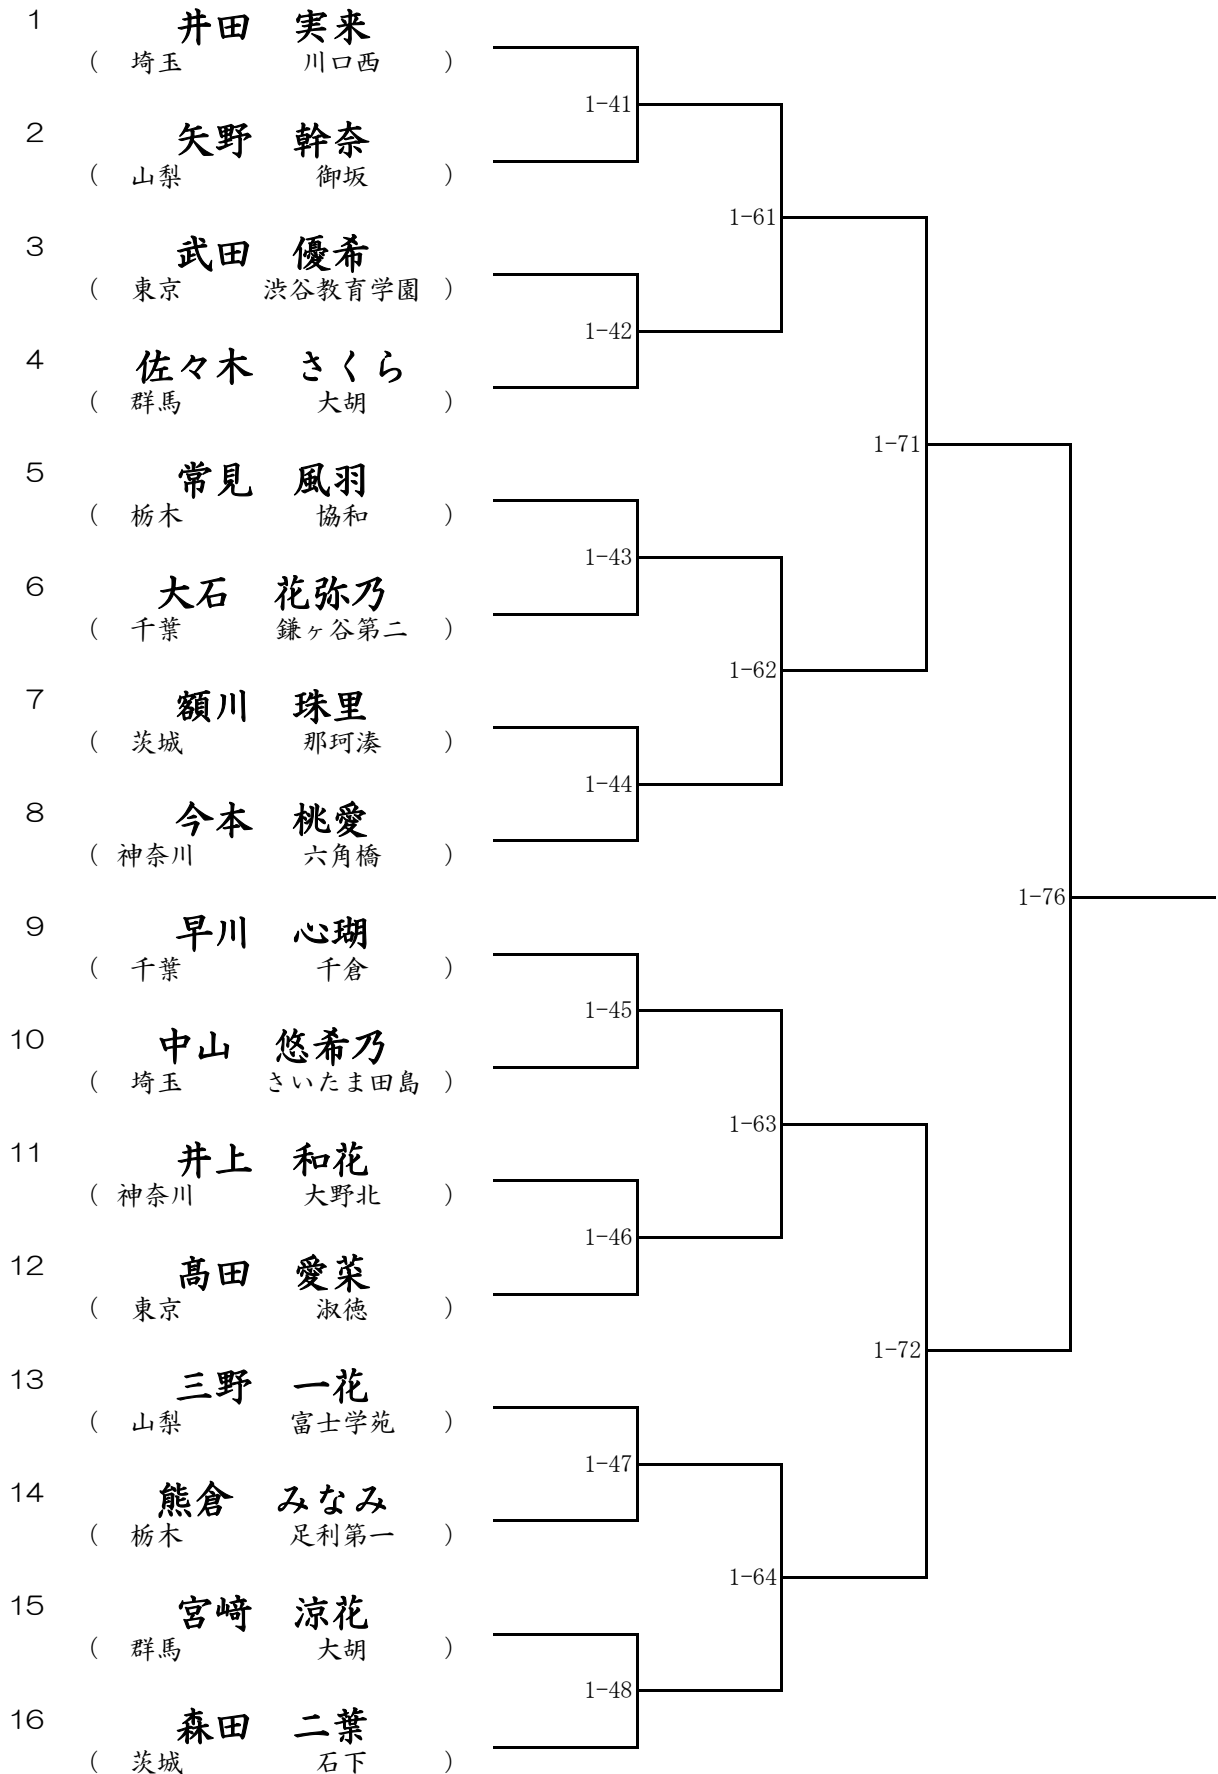 1 井田 実来
( 埼玉 川口西 )
1-41
2 矢野 幹奈
( 山梨 御坂 )
1-61
3 武田 優希
( 東京 渋谷教育学園 )
1-42
4 佐々木 さくら
( 群馬 大胡 )
1-71
5 常見 風羽
( 栃木 協和 )
1-43
6 大石 花弥乃
( 千葉 鎌ヶ谷第二 )
1-62
7 額川 珠里
( 茨城 那珂湊 )
1-44
8 今本 桃愛
( 神奈川 六角橋 )
1-76
9 早川 心瑚
( 千葉 千倉 )
1-45
10 中山 悠希乃
( 埼玉 さいたま田島 )
1-63
11 井上 和花
( 神奈川 大野北 )
1-46
12 髙田 愛菜
( 東京 淑徳 )
1-72
13 三野 一花
( 山梨 富士学苑 )
1-47
14 熊倉 みなみ
( 栃木 足利第一 )
1-64
15 宮﨑 涼花
( 群馬 大胡 )
1-48
16 森田 二葉
( 茨城 石下 )